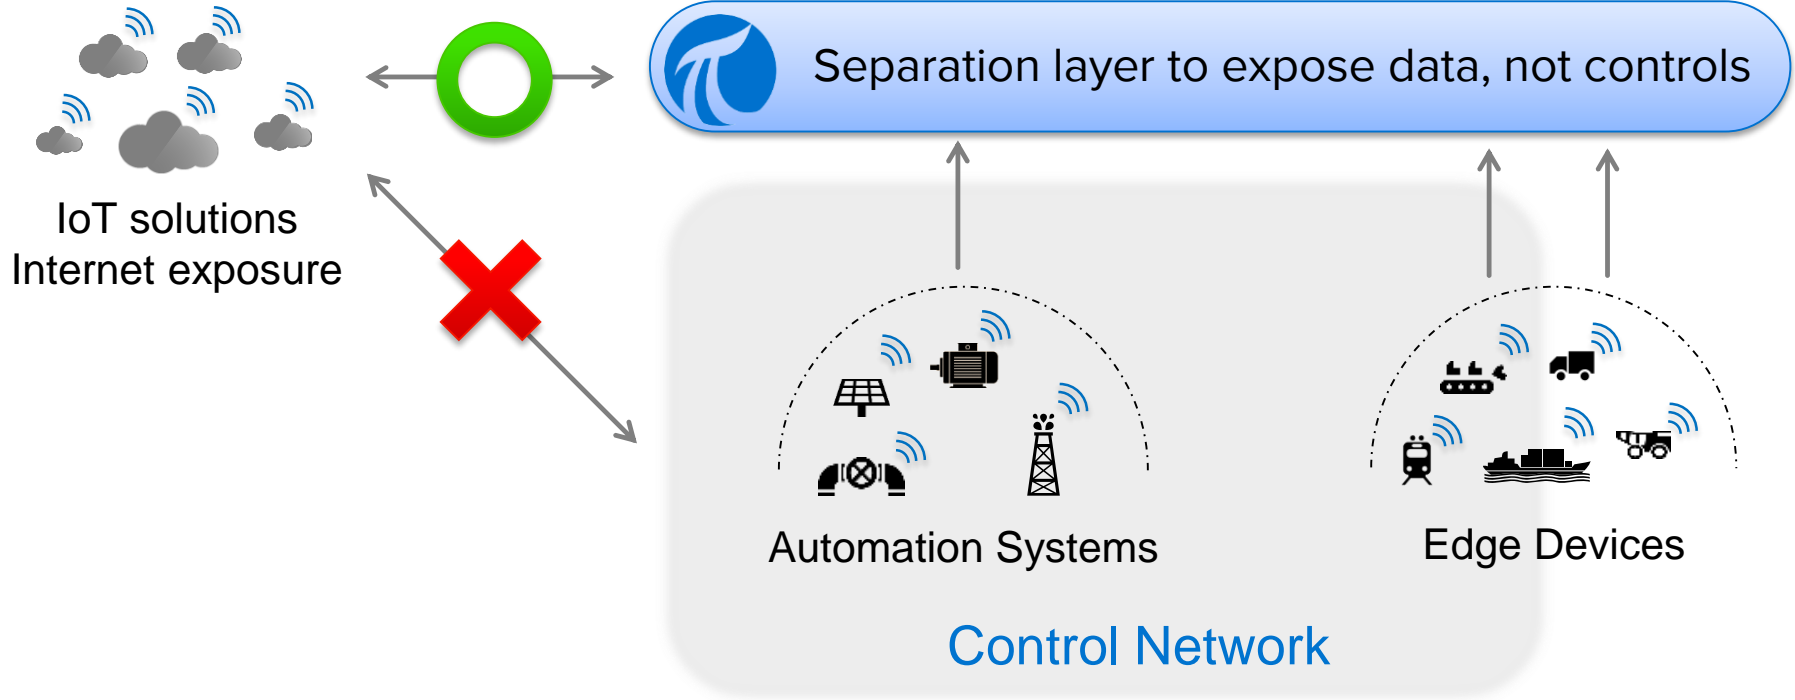 Separation layer to expose data, not controls
IoT solutions
Internet exposure
Automation Systems
Edge Devices
Control Network